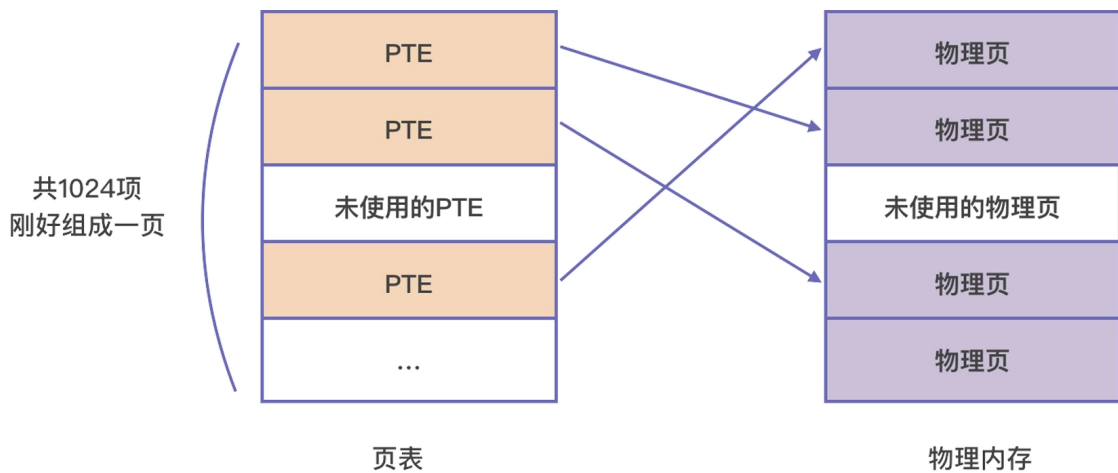 共1024项
刚好组成一页
PTE
PTE
未使用的PTE
PTE
...
页表
物理页
物理页
未使用的物理页
物理页
物理页
物理内存